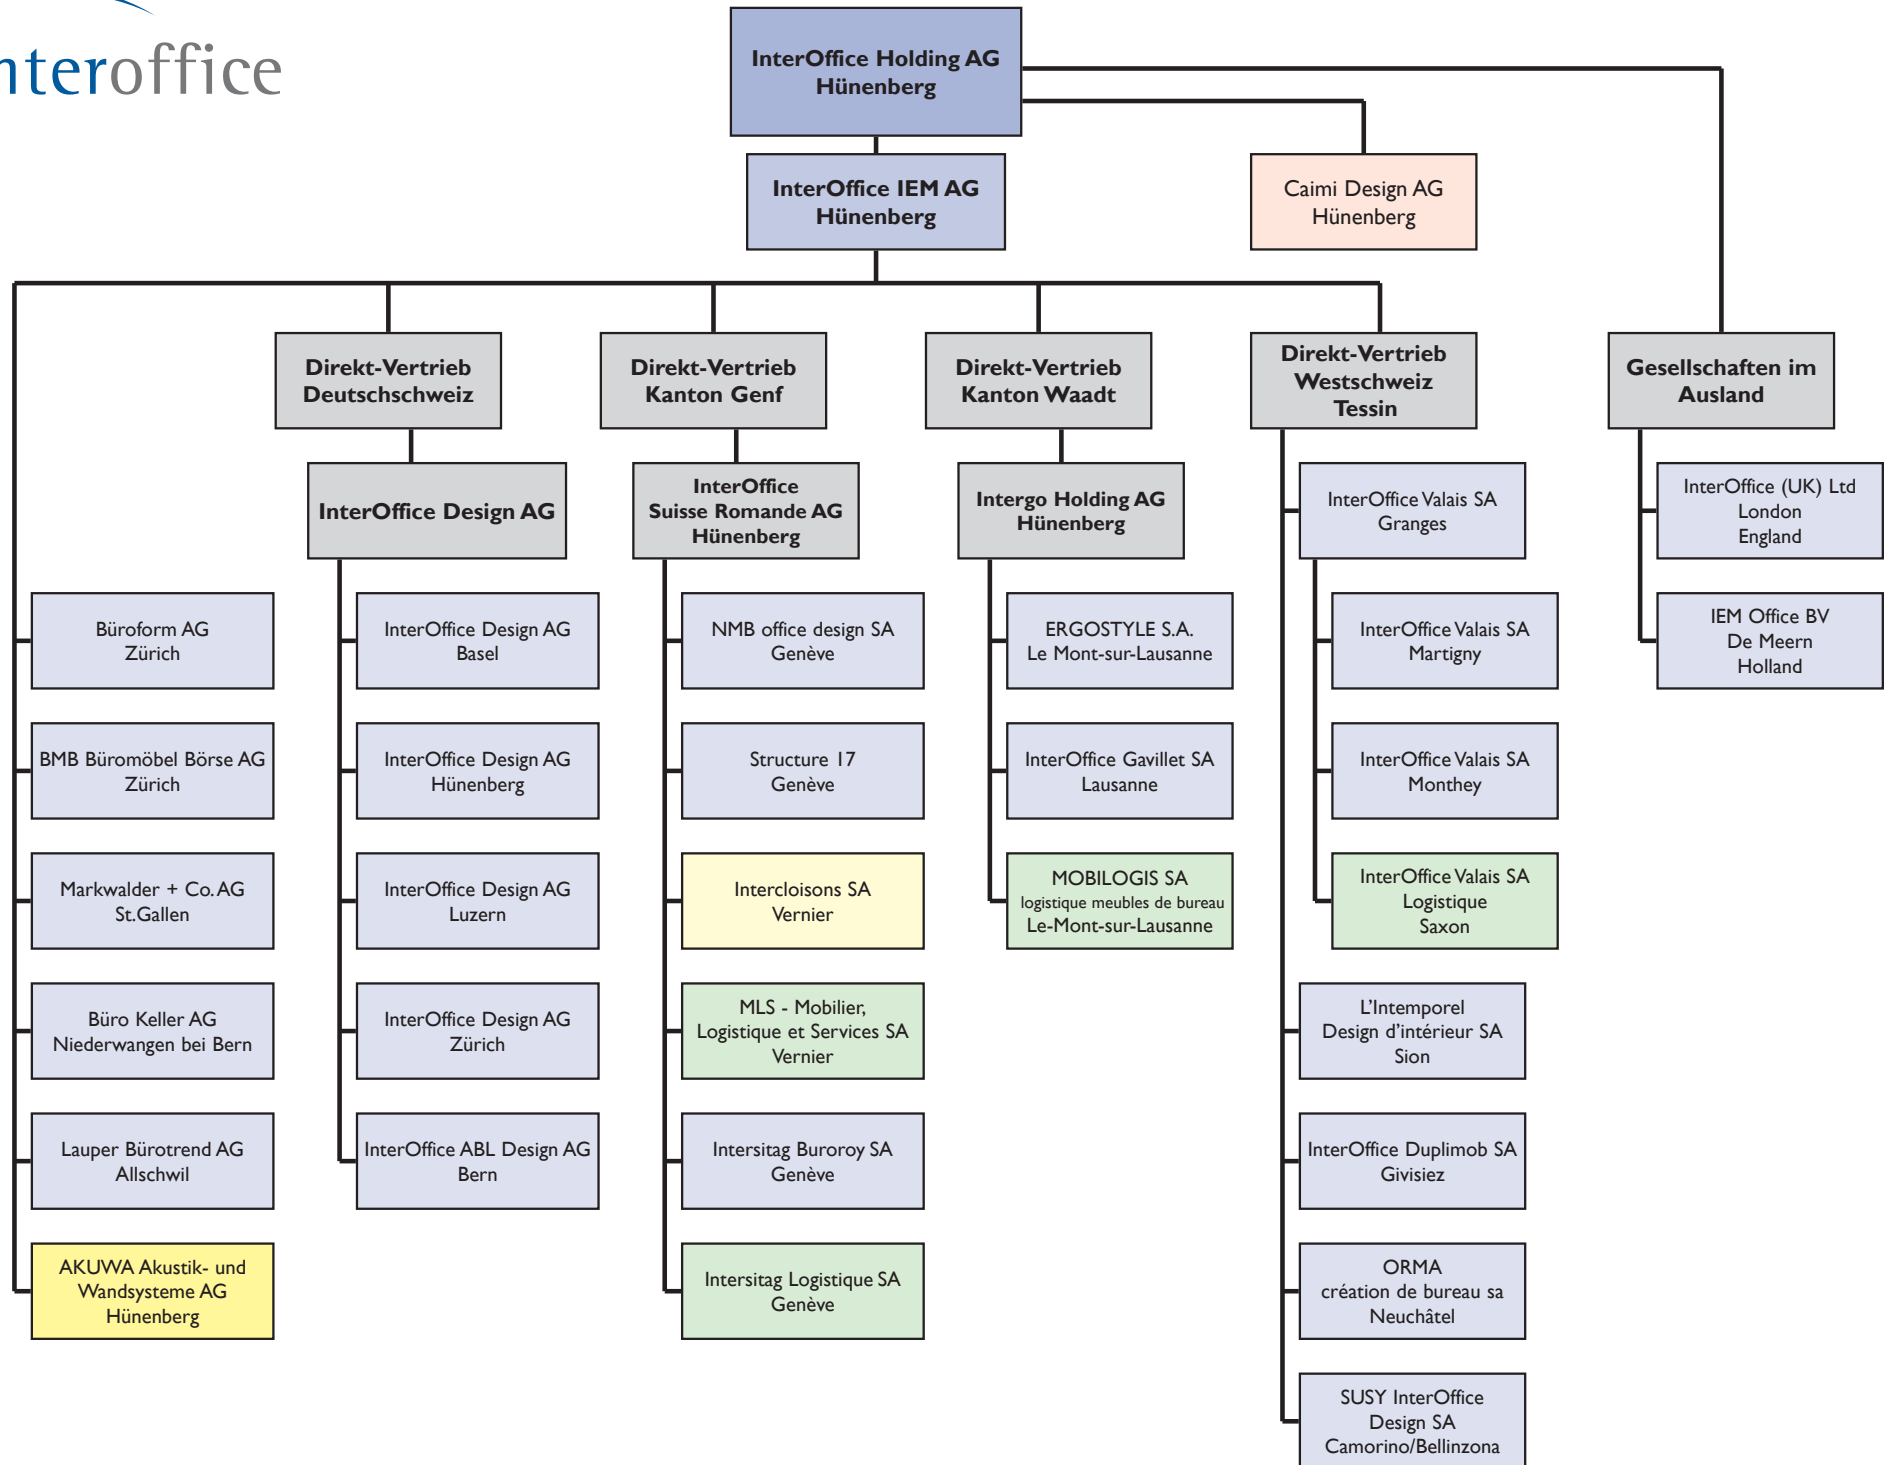 nteroffice
InterOffice Holding AG
Hünenberg
InterOffice IEM AG
Hünenberg
Caimi Design AG
Hünenberg
Direkt-Vertrieb
Deutschschweiz
Direkt-Vertrieb
Kanton Genf
Direkt-Vertrieb
Kanton Waadt
Direkt-Vertrieb
Westschweiz
Tessin
Gesellschaften im
Ausland
InterOffice Design AG
InterOffice
Suisse Romande AG
Hünenberg
Intergo Holding AG
Hünenberg
InterOffice Valais SA
Granges
InterOffice (UK) Ltd
London
England
Büroform AG
Zürich
InterOffice Design AG
Basel
NMB office design SA
Genève
ERGOSTYLE S.A.
Le Mont-sur-Lausanne
InterOffice Valais SA
Martigny
IEM Office BV
De Meern
Holland
BMB Büromöbel Börse AG
Zürich
InterOffice Design AG
Hünenberg
Structure 17
Genève
InterOffice Gavillet SA
Lausanne
InterOffice Valais SA
Monthey
Markwalder + Co. AG
St.Gallen
InterOffice Design AG
Luzern
Intercloisons SA
Vernier
MOBILOGIS SA
logistique meubles de bureau
Le-Mont-sur-Lausanne
InterOffice Valais SA
Logistique
Saxon
Büro Keller AG
Niederwangen bei Bern
InterOffice Design AG
Zürich
MLS - Mobilier,
Logistique et Services SA
Vernier
L’Intemporel
Design d’intérieur SA
Sion
Lauper Bürotrend AG
Allschwil
InterOffice ABL Design AG
Bern
Intersitag Buroroy SA
Genève
InterOffice Duplimob SA
Givisiez
AKUWA Akustik- und
Wandsysteme AG
Hünenberg
Intersitag Logistique SA
Genève
ORMA
création de bureau sa
Neuchâtel
SUSY InterOffice
Design SA
Camorino/Bellinzona